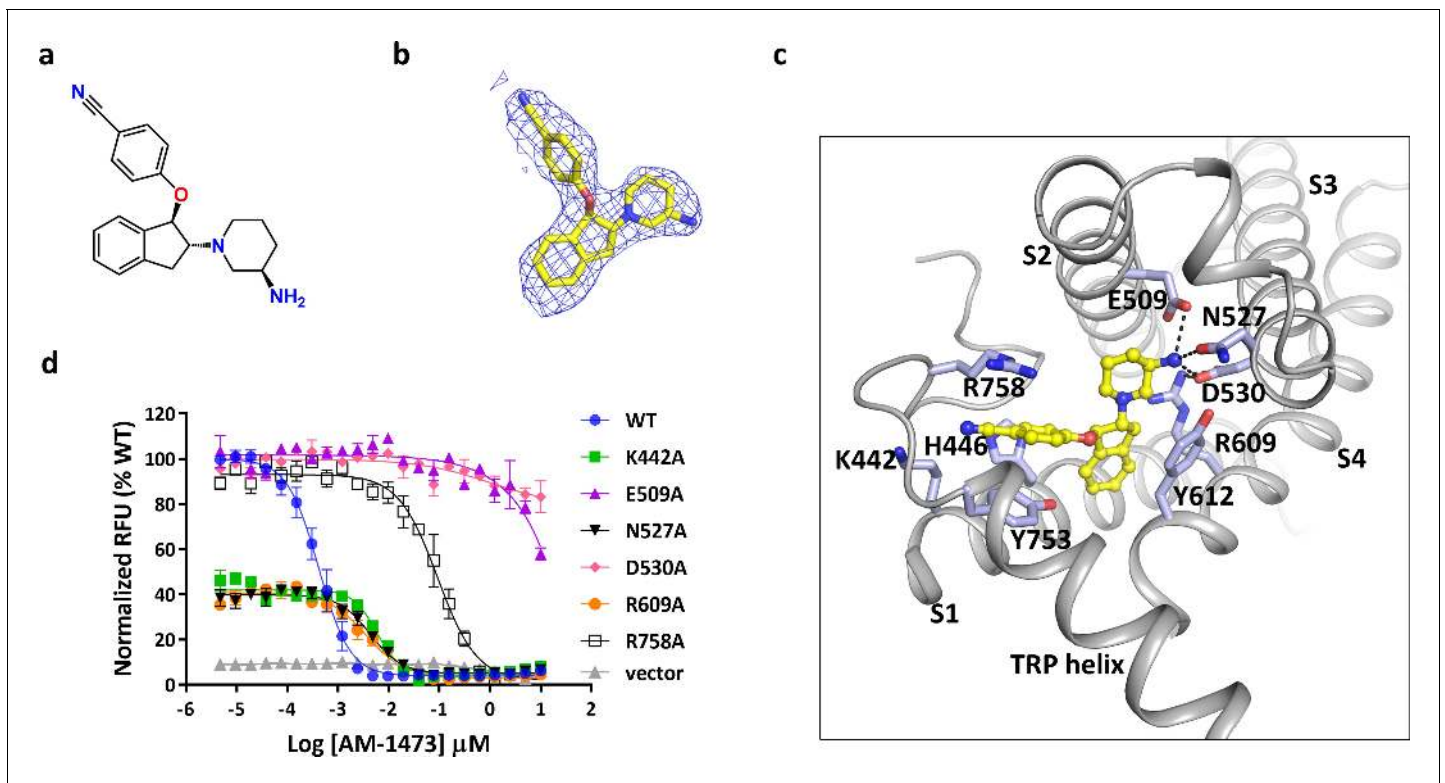 a
N
O
N
NH2
b
c
S3
S2
E509
N527
R758
D530
H446
R609
K442
S4
Y612
Y753
S1
TRP helix
d
Normalized RFU (% WT)
120
100
80
60
40
20
0
-6 -5 -4 -3 -2 -1 0 1 2
Log [AM-1473] μM
WT
K442A
E509A
N527A
D530A
R609A
R758A
vector